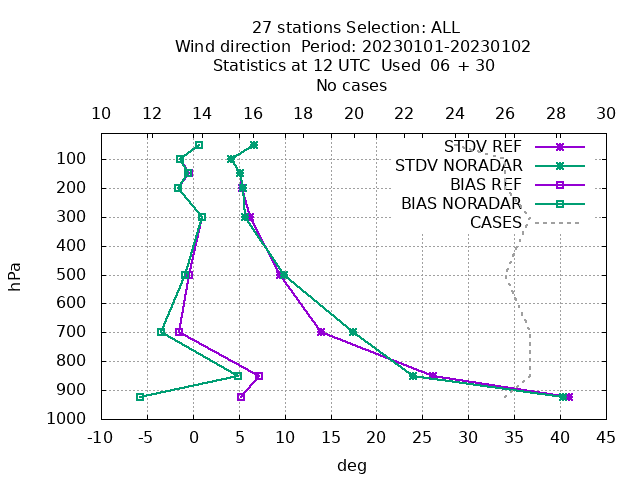 27 stations Selection: ALL
Wind direction  Period: 20230101-20230102
Statistics at 12 UTC  Used  06 + 30
No cases
10 12 14 16 18 20 22 24 26 28 30
STDV REF
STDV NORADAR
BIAS REF
BIAS NORADAR
CASES
hPa
100
200
300
400
500
600
700
800
900
1000
-10 -5 0 5 10 15 20 25 30 35 40 45
deg